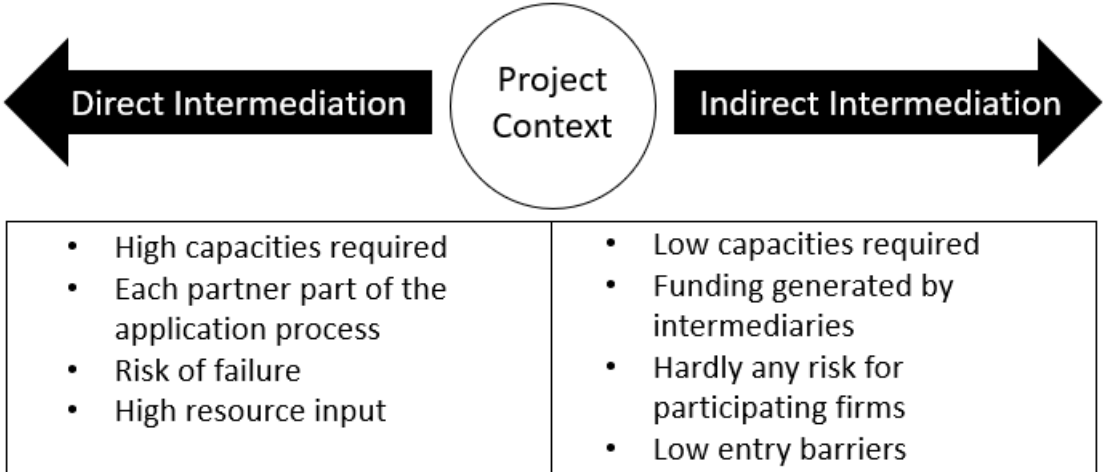 Direct Intermediation
Project
Context
Indirect Intermediation
• High capacities required
• Each partner part of the
application process
• Risk of failure
• High resource input
• Low capacities required
• Funding generated by
intermediaries
• Hardly any risk for
participating firms
• Low entry barriers